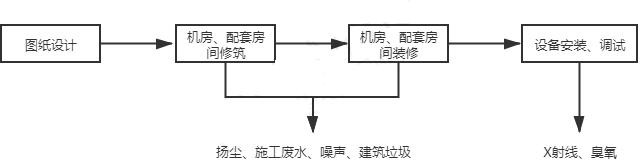 图纸设计
机房、配套房
间修筑
机房、配套房
间装修
设备安装、调试
扬尘、施工废水、噪声、建筑垃圾
X射线、臭氧